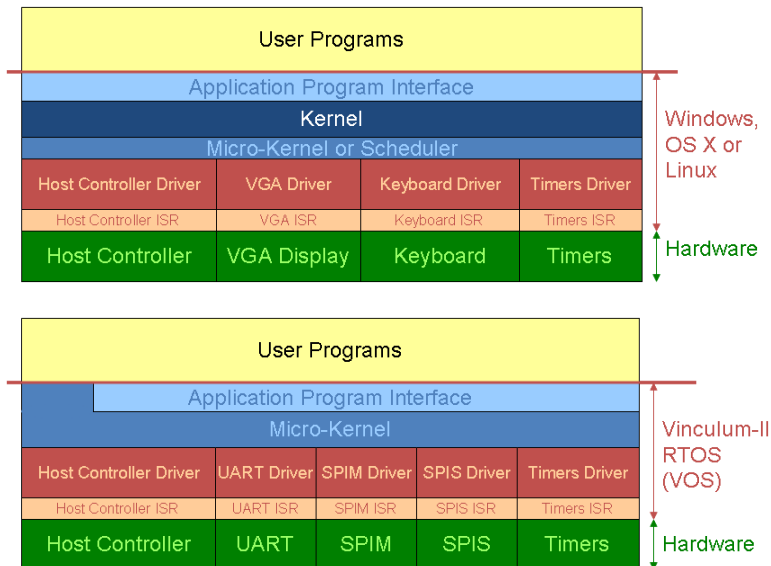 User Programs
Application Program Interface
Kernel
Micro-Kernel or Scheduler
Windows,
OS X or
Linux
Host Controller Driver VGA Driver Keyboard Driver Timers Driver
Host Controller ISR VGA ISR Keyboard ISR Timers ISR
Host Controller VGA Display Keyboard Timers
Hardware
User Programs
Application Program Interface
Micro-Kernel
Vinculum-II
RTOS
(VOS)
Host Controller Driver UART Driver SPIM Driver SPIS Driver Timers Driver
Host Controller ISR UART ISR SPIM ISR SPIS ISR Timers ISR
Host Controller UART SPIM SPIS Timers
Hardware